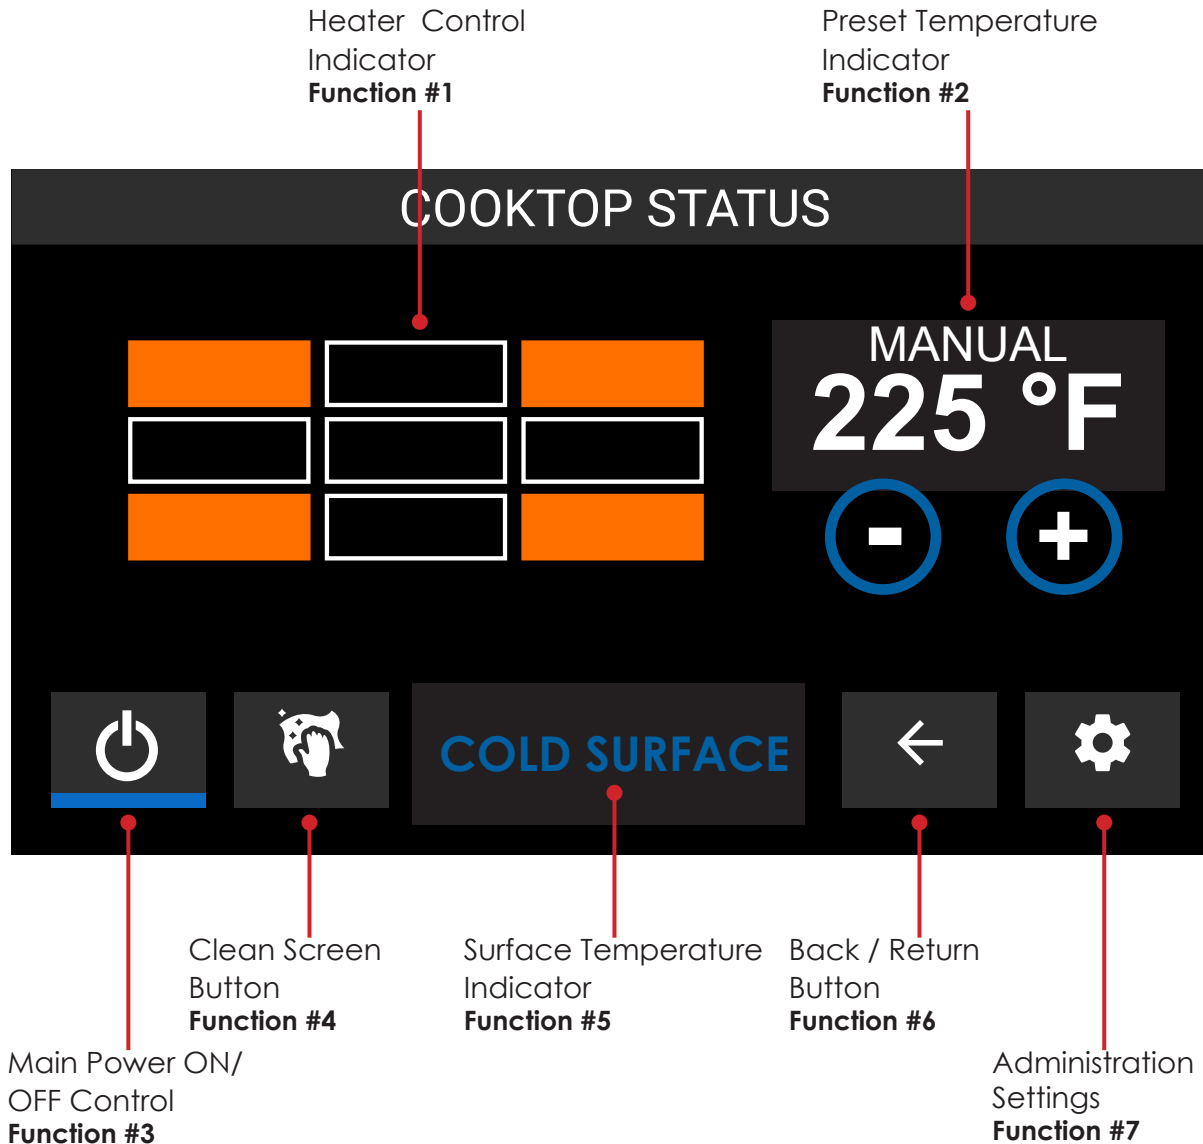 Heater Control
Indicator
Function #1
Preset Temperature
Indicator
Function #2
COOKTOP STATUS
MANUAL
225 °F
- +
COLD SURFACE
Clean Screen
Button
Function #4
Surface Temperature
Indicator
Function #5
Back / Return
Button
Function #6
Main Power ON/
OFF Control
Function #3
Administration
Settings
Function #7